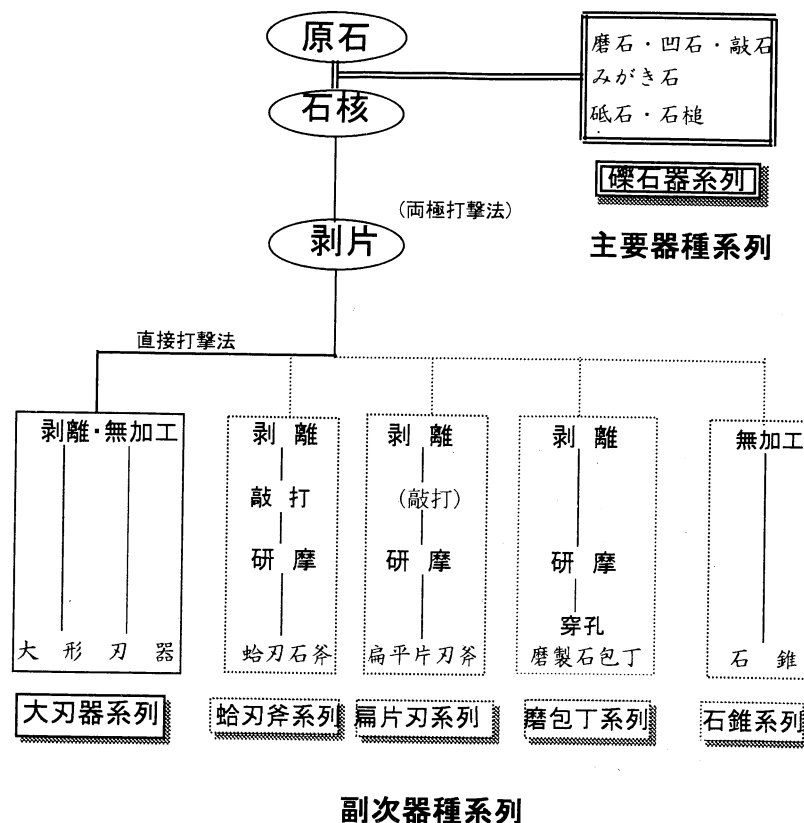 原石
磨石・凹石・敲石
みがき石
砥石・石槌
石核
礫石器系列
(両極打撃法)
剥片
主要器種系列
直接打撃法
剥離・無加工
大形刃器
大刃器系列
剥離
敲打
研摩
蛤刃石斧
蛤刃斧系列
剥離
(敲打)
研摩
扁平片刃斧
扁片刃系列
剥離
研摩
穿孔
磨製石包丁
磨包丁系列
無加工
石錐
石錐系列
副次器種系列